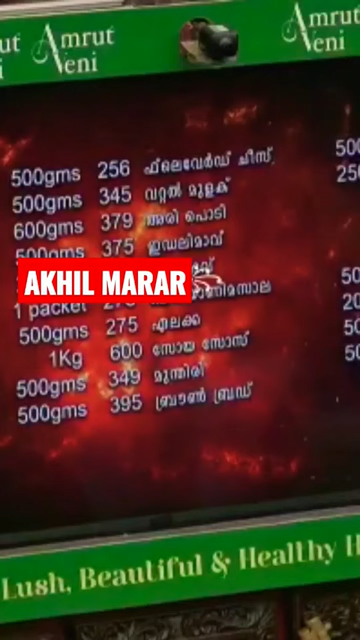 Amrut
Veni
Amrut
Veni
500gms 256 ഫ്ലെവേർഡ് ചീസ്
500gms 345 വറ്റൽ മുളക്
600gms 379 അരി പൊടി
500gms 375 ഇഡലിമാവ്
AKHIL MARAR
1 packet
500gms 275 ഏലക്ക
1Kg 600 സോയ സോസ്
500gms 349 മുന്തിരി
500gms 395 ബ്രൗൺ ബ്രഡ്
Lush, Beautiful & Healthy